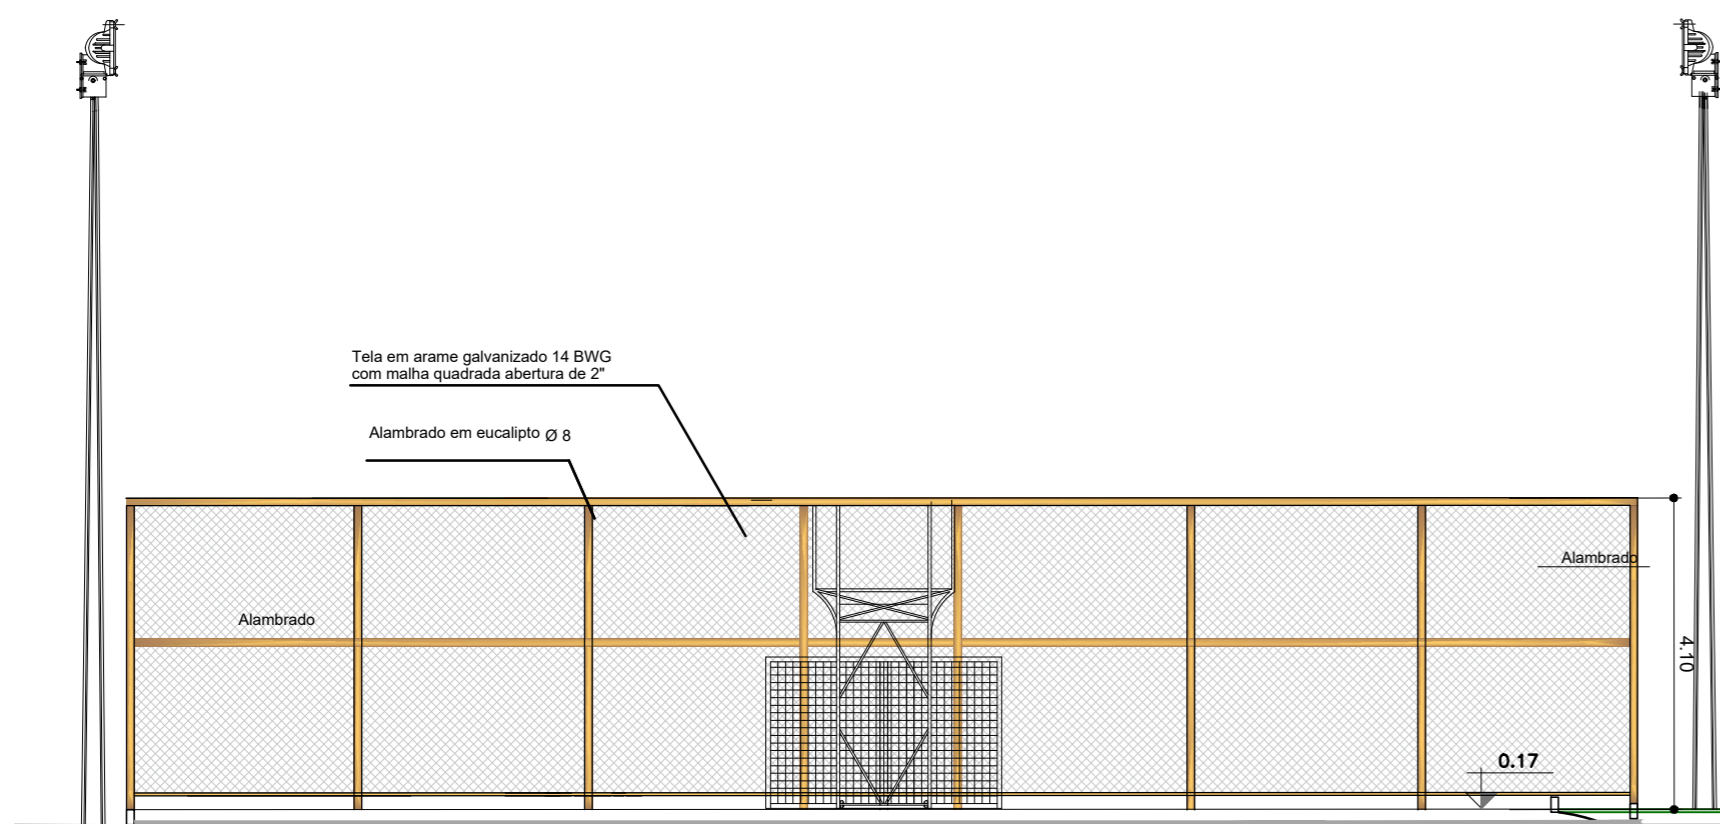 Tela em arame galvanizado 14 BWG
com malha quadrada abertura de 2"
Alambrado em eucalipto Ø 8
Alambrado
Alambrado
4.10
0.17